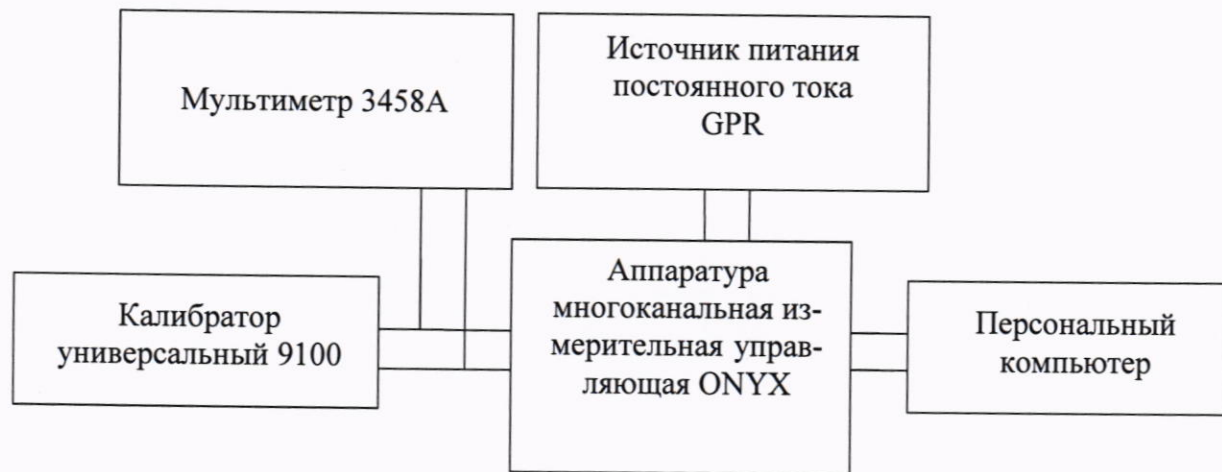 Мультиметр 3458А
Источник питания
постоянного тока
GPR
Калибратор
универсальный 9100
Аппаратура
многоканальная из-
мерительная управ-
ляющая ONYX
Персональный
компьютер